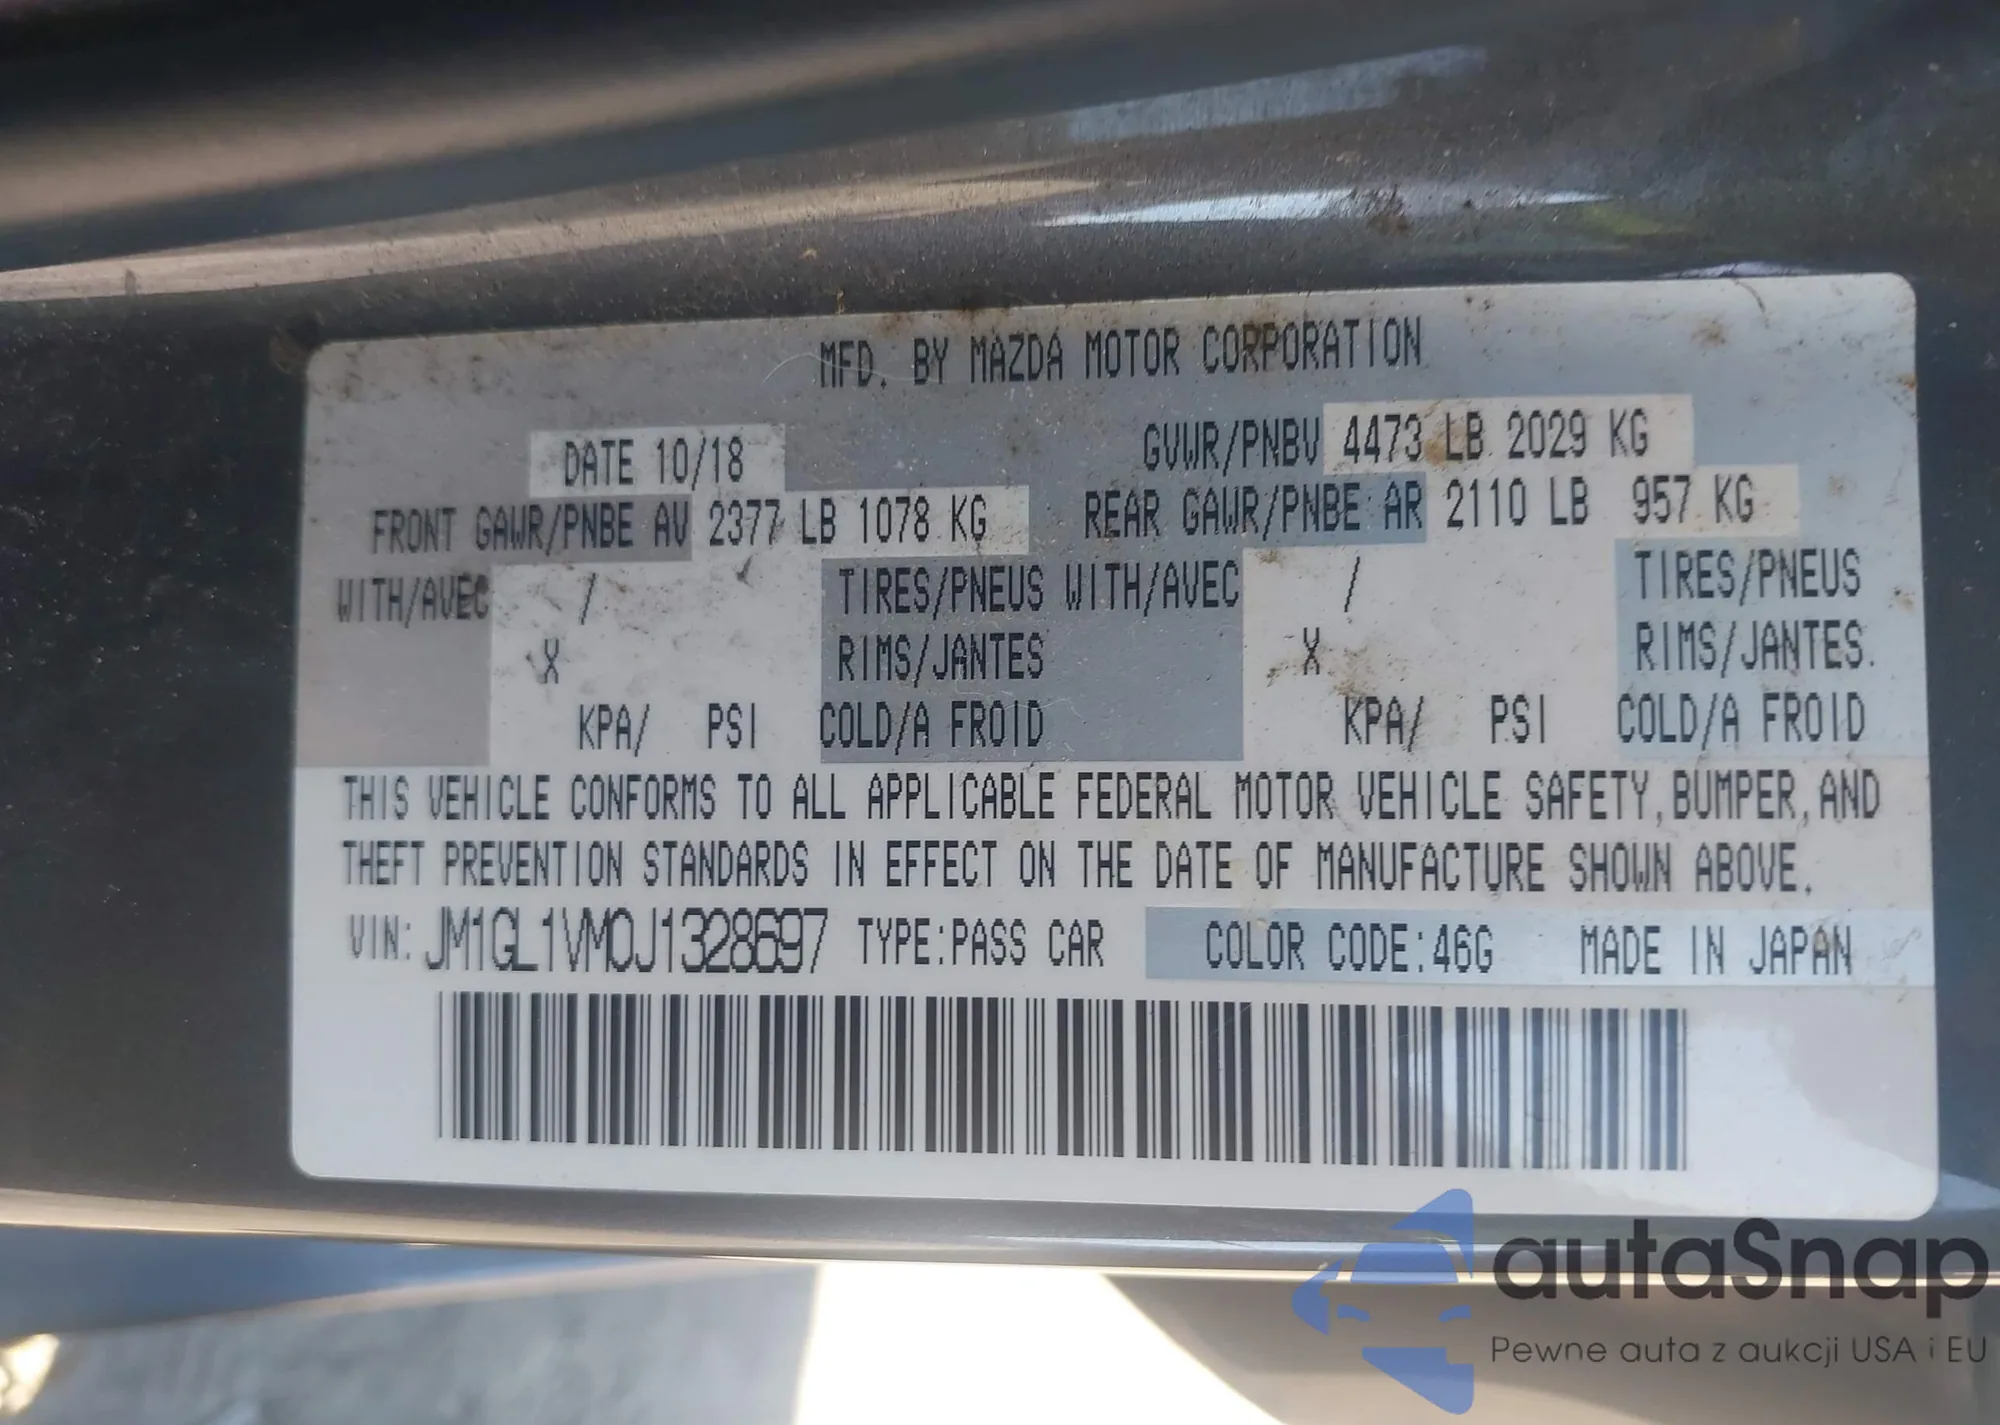 MFD. BY MAZDA MOTOR CORPORATION
DATE 10/18 GVWR/PNBV 4473 LB 2029 KG
FRONT GAWR/PNBE AV 2377 LB 1078 KG REAR GAWR/PNBE AR 2110 LB 957 KG
WITH/AVEC / TIRES/PNEUS WITH/AVEC / TIRES/PNEUS
X RIMS/JANTES X RIMS/JANTES.
KPA/ PSI COLD/A FROID KPA/ PSI COLD/A FROID
THIS VEHICLE CONFORMS TO ALL APPLICABLE FEDERAL MOTOR VEHICLE SAFETY, BUMPER, AND
THEFT PREVENTION STANDARDS IN EFFECT ON THE DATE OF MANUFACTURE SHOWN ABOVE.
VIN: JM1GL1VM0J1328697 TYPE:PASS CAR COLOR CODE:46G MADE IN JAPAN
autaSnap
Pewne auta z aukcji USA i EU